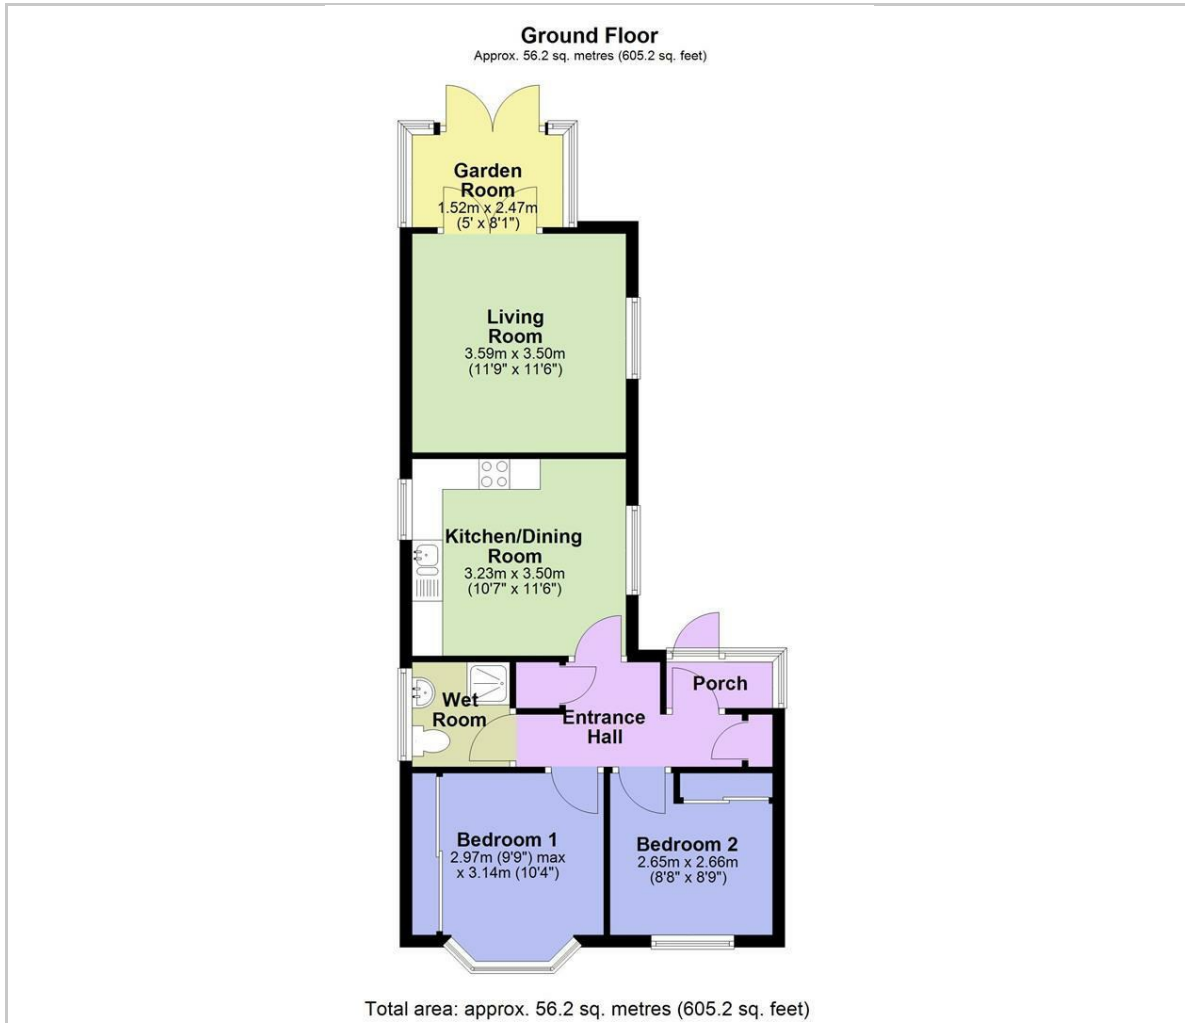 Ground Floor
Approx. 56.2 sq. metres (605.2 sq. feet)
Garden
Room
1.52m x 2.47m
(5' x 8'1")
Living
Room
3.59m x 3.50m
(11'9" x 11'6")
Kitchen/Dining
Room
3.23m x 3.50m
(10'7" x 11'6")
Porch
Wet
Room
Entrance
Hall
Bedroom 1
2.97m (9'9") max
x 3.14m (10'4")
Bedroom 2
2.65m x 2.66m
(8'8" x 8'9")
Total area: approx. 56.2 sq. metres (605.2 sq. feet)